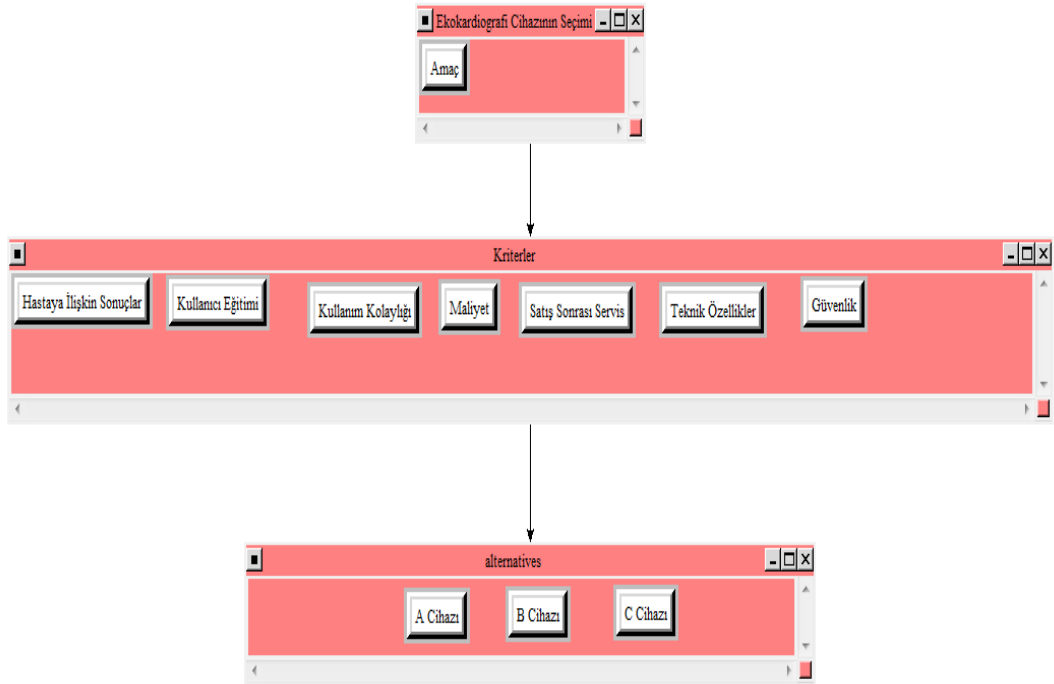 Ekokardiografi Cihazının Seçimi
Amaç
Kriterler
Hastaya İlişkin Sonuçlar
Kullanıcı Eğitimi
Kullanım Kolaylığı
Maliyet
Satış Sonrası Servis
Teknik Özellikler
Güvenlik
alternatives
A Cihazı
B Cihazı
C Cihazı